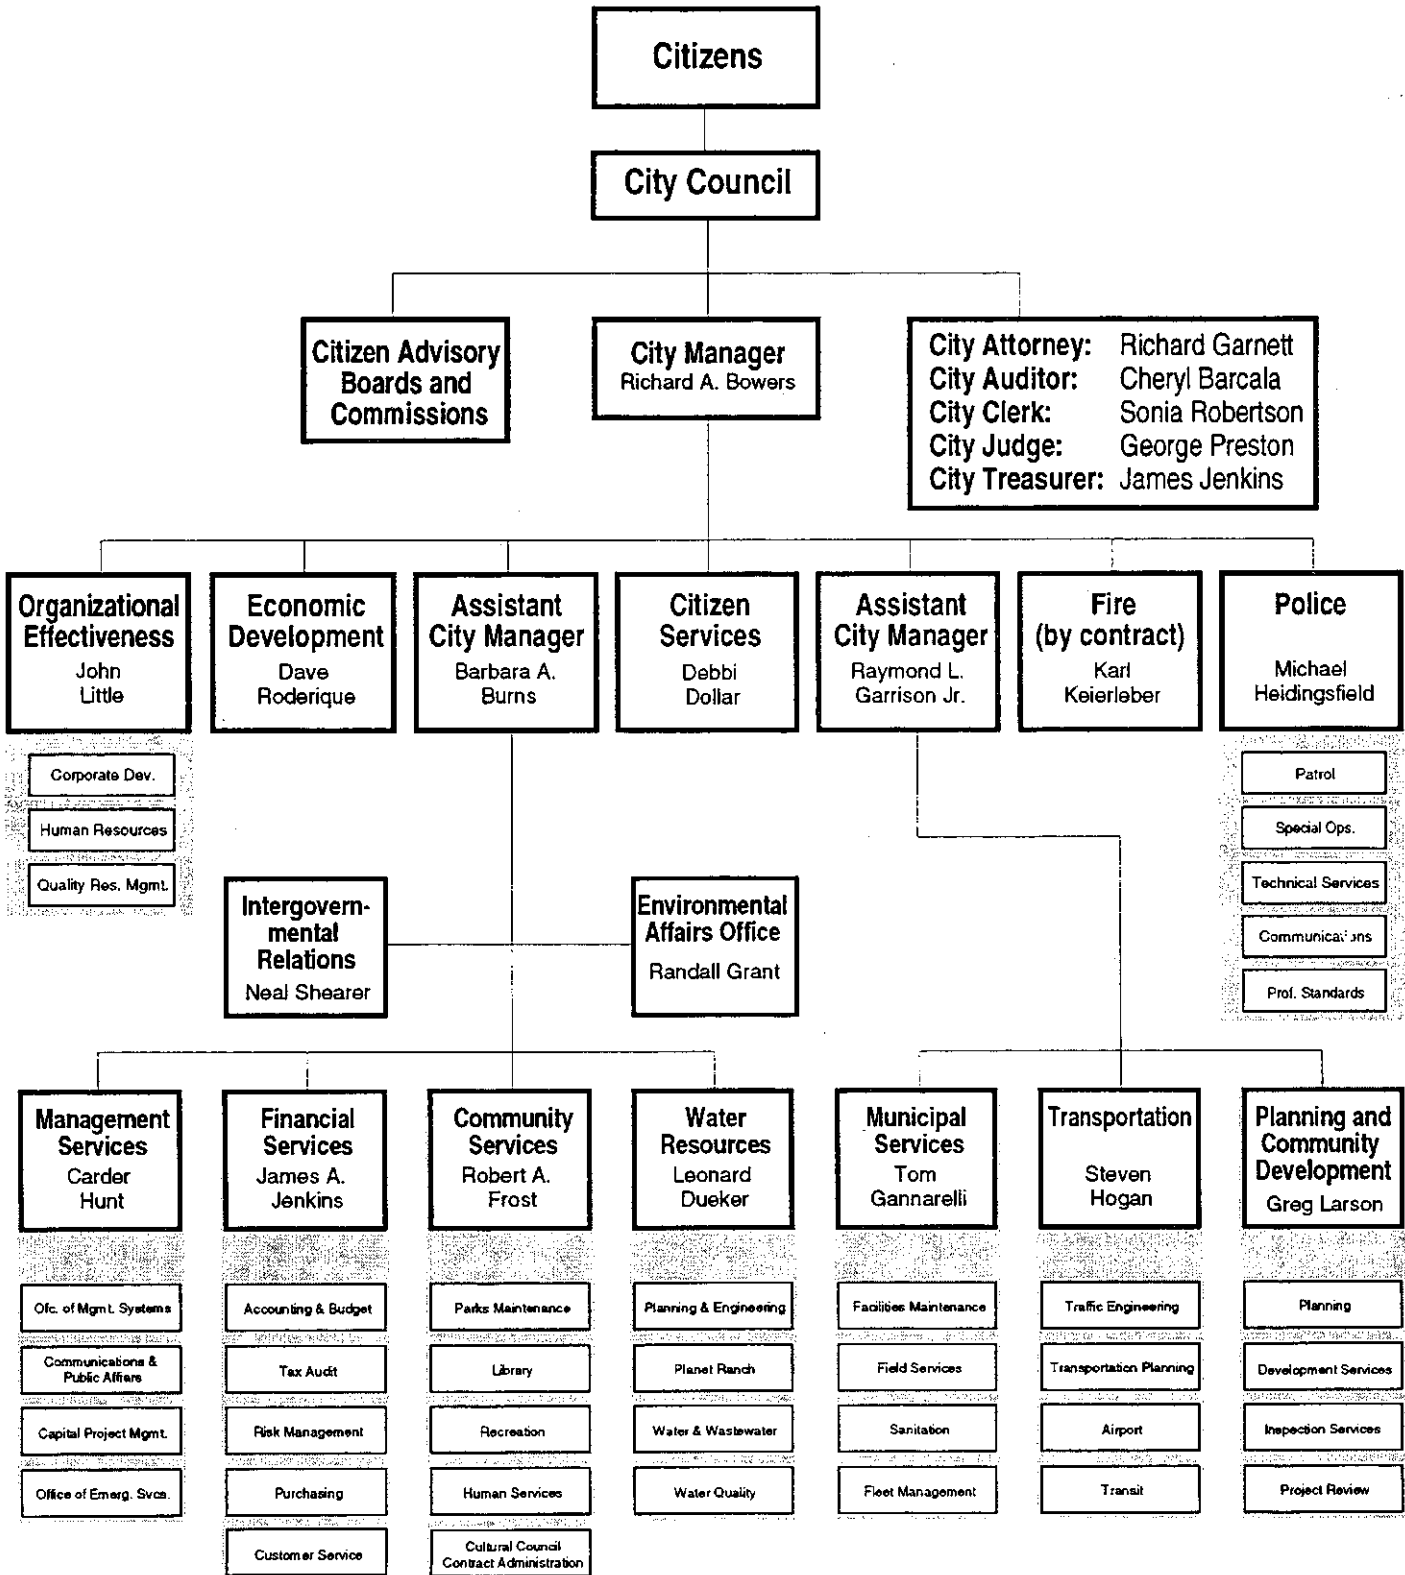 Citizens
City Council
Citizen Advisory
Boards and
Commissions
City Manager
Richard A. Bowers
City Attorney: Richard Garnett
City Auditor: Cheryl Barcala
City Clerk: Sonia Robertson
City Judge: George Preston
City Treasurer: James Jenkins
Organizational
Effectiveness
John
Little
Economic
Development
Dave
Roderique
Assistant
City Manager
Barbara A.
Burns
Citizen
Services
Debbi
Dollar
Assistant
City Manager
Raymond L.
Garrison Jr.
Fire
(by contract)
Karl
Keierleber
Police
Michael
Heidingsfield
Corporate Dev.
Human Resources
Quality Res. Mgmt.
Patrol
Special Ops.
Technical Services
Communications
Prof. Standards
Intergovern-
mental
Relations
Neal Shearer
Environmental
Affairs Office
Randall Grant
Management
Services
Carder
Hunt
Financial
Services
James A.
Jenkins
Community
Services
Robert A.
Frost
Water
Resources
Leonard
Dueker
Municipal
Services
Tom
Gannarelli
Transportation
Steven
Hogan
Planning and
Community
Development
Greg Larson
Ofc. of Mgmt. Systems
Communications &
Public Affiars
Capital Project Mgmt.
Office of Emerg. Svcs.
Accounting & Budget
Tax Audit
Risk Management
Purchasing
Customer Service
Parks Maintenance
Library
Recreation
Human Services
Cultural Council
Contract Administration
Planning & Engineering
Planet Ranch
Water & Wastewater
Water Quality
Facilities Maintenance
Field Services
Sanitation
Fleet Management
Traffic Engineering
Transportation Planning
Airport
Transit
Planning
Development Services
Inspection Services
Project Review